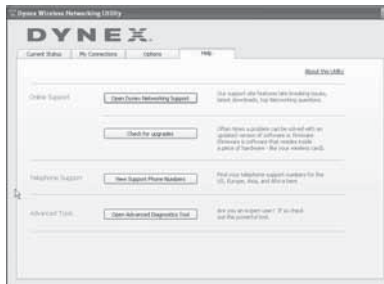 Dynex Wireless Networking Utility
DYNEX
Current Status My Connections Options Help
About the Utility
Online Support
Open Dynex Networking Support
Our support site features late breaking issues,
latest downloads, top networking questions.
Check for upgrades
Often times a problem can be solved with an
updated version of software or firmware
(firmware is software that resides inside
a piece of hardware - like your wireless card).
Telephone Support
View Support Phone Numbers
Find your telephone support numbers for the
US, Europe, Asia, and Africa here.
Advanced Tools
Open Advanced Diagnostics Tool
Are you an expert user? If so check
out this powerful tool.